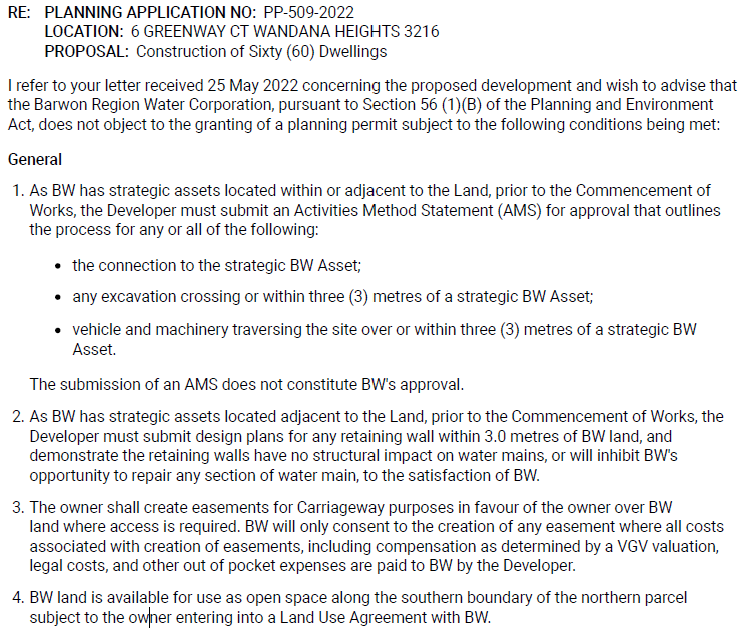 RE: PLANNING APPLICATION NO: PP-509-2022
LOCATION: 6 GREENWAY CT WANDANA HEIGHTS 3216
PROPOSAL: Construction of Sixty (60) Dwellings
I refer to your letter received 25 May 2022 concerning the proposed development and wish to advise that
the Barwon Region Water Corporation, pursuant to Section 56 (1)(B) of the Planning and Environment
Act, does not object to the granting of a planning permit subject to the following conditions being met:
General
1. As BW has strategic assets located within or adjacent to the Land, prior to the Commencement of
Works, the Developer must submit an Activities Method Statement (AMS) for approval that outlines
the process for any or all of the following:
• the connection to the strategic BW Asset;
• any excavation crossing or within three (3) metres of a strategic BW Asset;
• vehicle and machinery traversing the site over or within three (3) metres of a strategic BW
Asset.
The submission of an AMS does not constitute BW's approval.
2. As BW has strategic assets located adjacent to the Land, prior to the Commencement of Works, the
Developer must submit design plans for any retaining wall within 3.0 metres of BW land, and
demonstrate the retaining walls have no structural impact on water mains, or will inhibit BW's
opportunity to repair any section of water main, to the satisfaction of BW.
3. The owner shall create easements for Carriageway purposes in favour of the owner over BW
land where access is required. BW will only consent to the creation of any easement where all costs
associated with creation of easements, including compensation as determined by a VGV valuation,
legal costs, and other out of pocket expenses are paid to BW by the Developer.
4. BW land is available for use as open space along the southern boundary of the northern parcel
subject to the owner entering into a Land Use Agreement with BW.